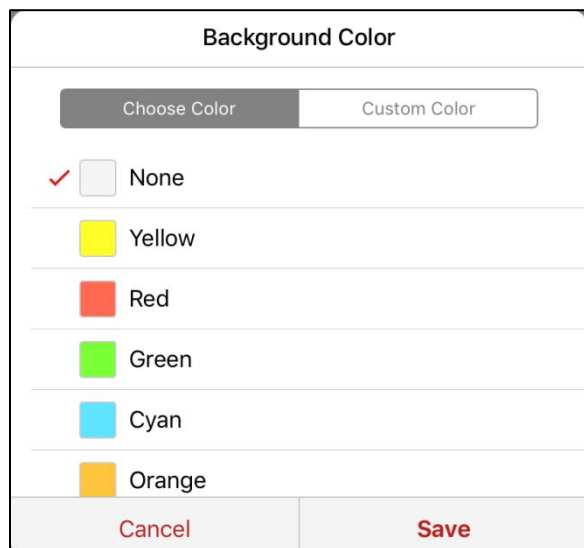 Background Color
Choose Color Custom Color
None
Yellow
Red
Green
Cyan
Orange
Cancel Save